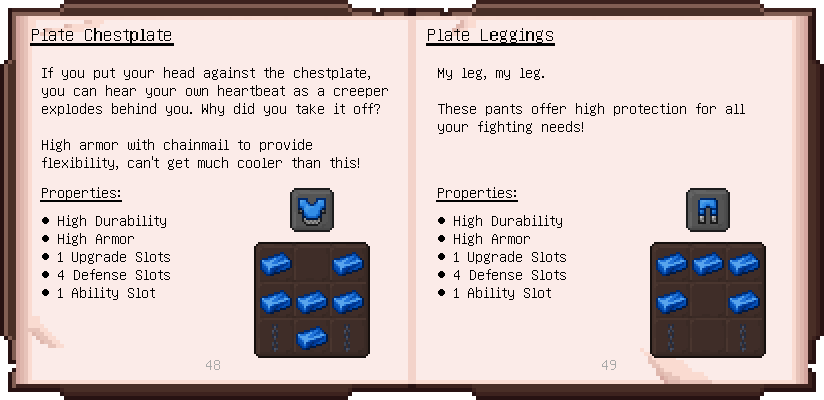 Plate Chestplate
If you put your head against the chestplate,
you can hear your own heartbeat as a creeper
explodes behind you. Why did you take it off?
High armor with chainmail to provide
flexibility, can't get much cooler than this!
Properties:
● High Durability
● High Armor
● 1 Upgrade Slots
● 4 Defense Slots
● 1 Ability Slot
48
Plate Leggings
My leg, my leg.
These pants offer high protection for all
your fighting needs!
Properties:
● High Durability
● High Armor
● 1 Upgrade Slots
● 4 Defense Slots
● 1 Ability Slot
49